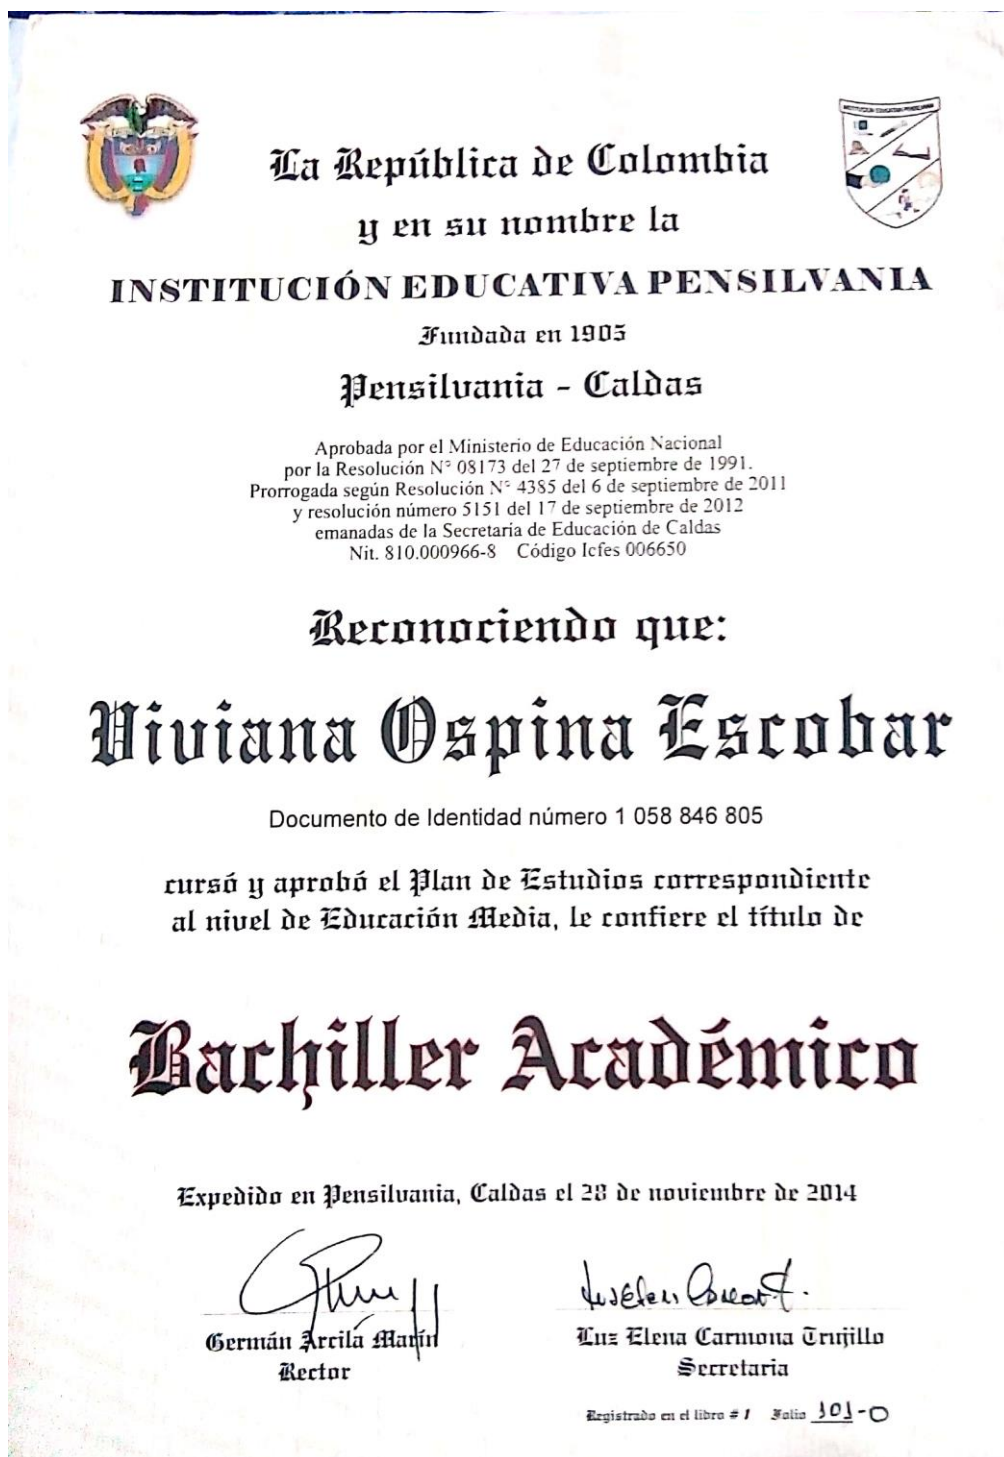 INSTITUCION EDUCATIVA PENSILVANIA
La República de Colombia
y en su nombre la
INSTITUCIÓN EDUCATIVA PENSILVANIA
Fundada en 1905
Pensilvania - Caldas
Aprobada por el Ministerio de Educación Nacional
por la Resolución N° 08173 del 27 de septiembre de 1991.
Prorrogada según Resolución N° 4385 del 6 de septiembre de 2011
y resolución número 5151 del 17 de septiembre de 2012
emanadas de la Secretaría de Educación de Caldas
Nit. 810.000966-8 Código Icfes 006650
Reconociendo que:
Viviana Ospina Escobar
Documento de Identidad número 1 058 846 805
cursó y aprobó el Plan de Estudios correspondiente
al nivel de Educación Media, le confiere el título de
Bachiller Académico
Expedido en Pensilvania, Caldas el 28 de noviembre de 2014
Germán Arcila Marín
Rector
Luz Elena Carmona Trujillo
Secretaria
Registrado en el libro # 1 Folio 101-O